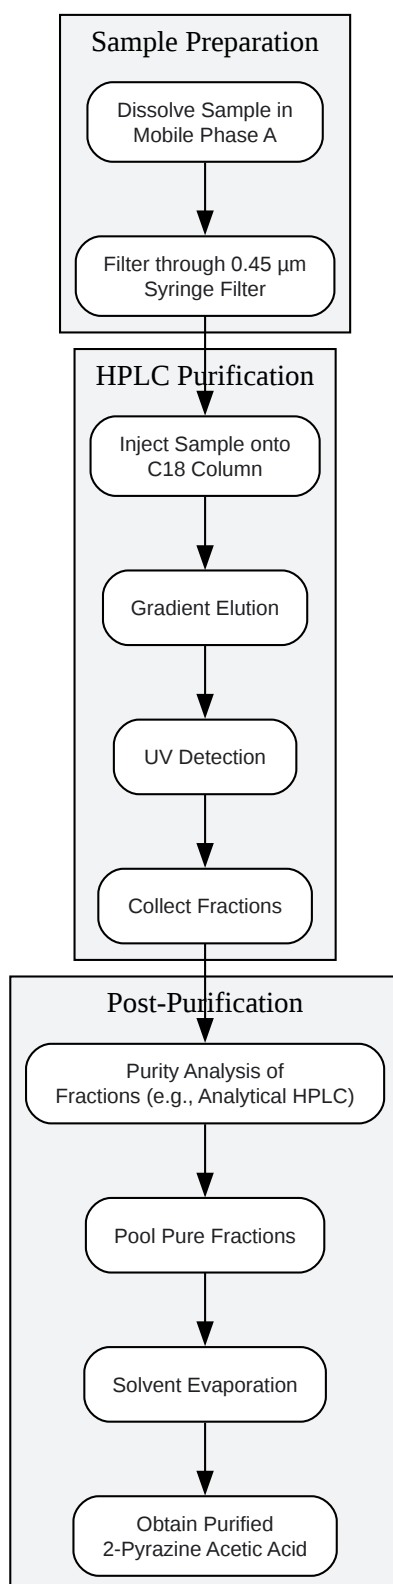 Sample Preparation
Dissolve Sample in
Mobile Phase A
Filter through 0.45 µm
Syringe Filter
HPLC Purification
Inject Sample onto
C18 Column
Gradient Elution
UV Detection
Collect Fractions
Post-Purification
Purity Analysis of
Fractions (e.g., Analytical HPLC)
Pool Pure Fractions
Solvent Evaporation
Obtain Purified
2-Pyrazine Acetic Acid